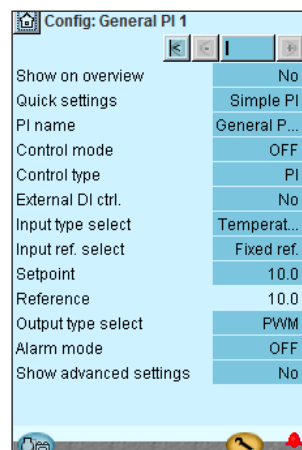 Config: General PI 1
Show on overview No
Quick settings Simple PI
PI name General P...
Control mode OFF
Control type PI
External DI ctrl. No
Input type select Temperat...
Input ref. select Fixed ref.
Setpoint 10.0
Reference 10.0
Output type select PWM
Alarm mode OFF
Show advanced settings No